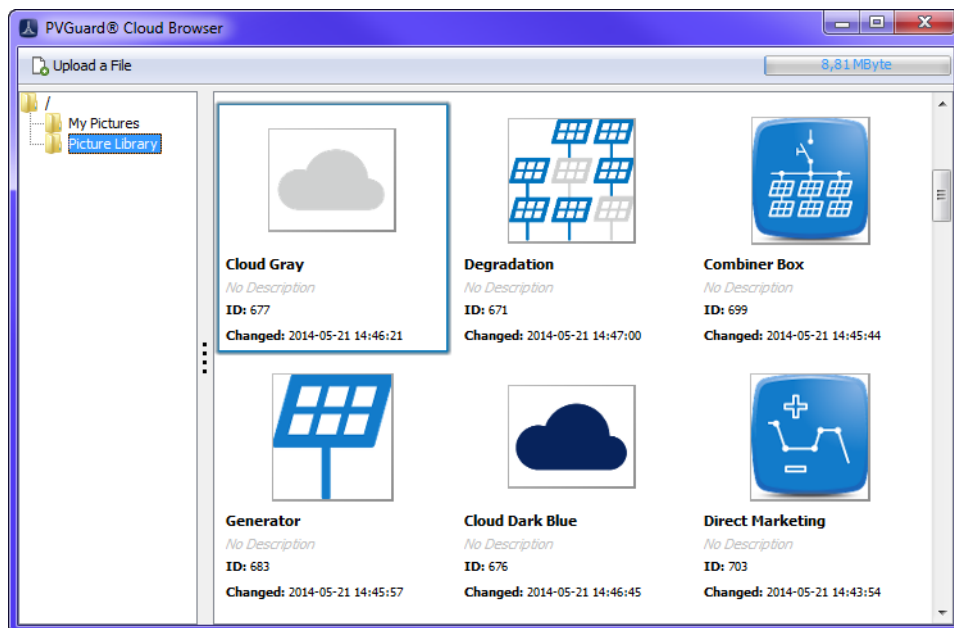 PVGuard® Cloud Browser
Upload a File
8,81 MByte
/
My Pictures
Picture Library
Cloud Gray
No Description
ID: 677
Changed: 2014-05-21 14:46:21
Degradation
No Description
ID: 671
Changed: 2014-05-21 14:47:00
Combiner Box
No Description
ID: 699
Changed: 2014-05-21 14:45:44
Generator
No Description
ID: 683
Changed: 2014-05-21 14:45:57
Cloud Dark Blue
No Description
ID: 676
Changed: 2014-05-21 14:46:45
Direct Marketing
No Description
ID: 703
Changed: 2014-05-21 14:43:54